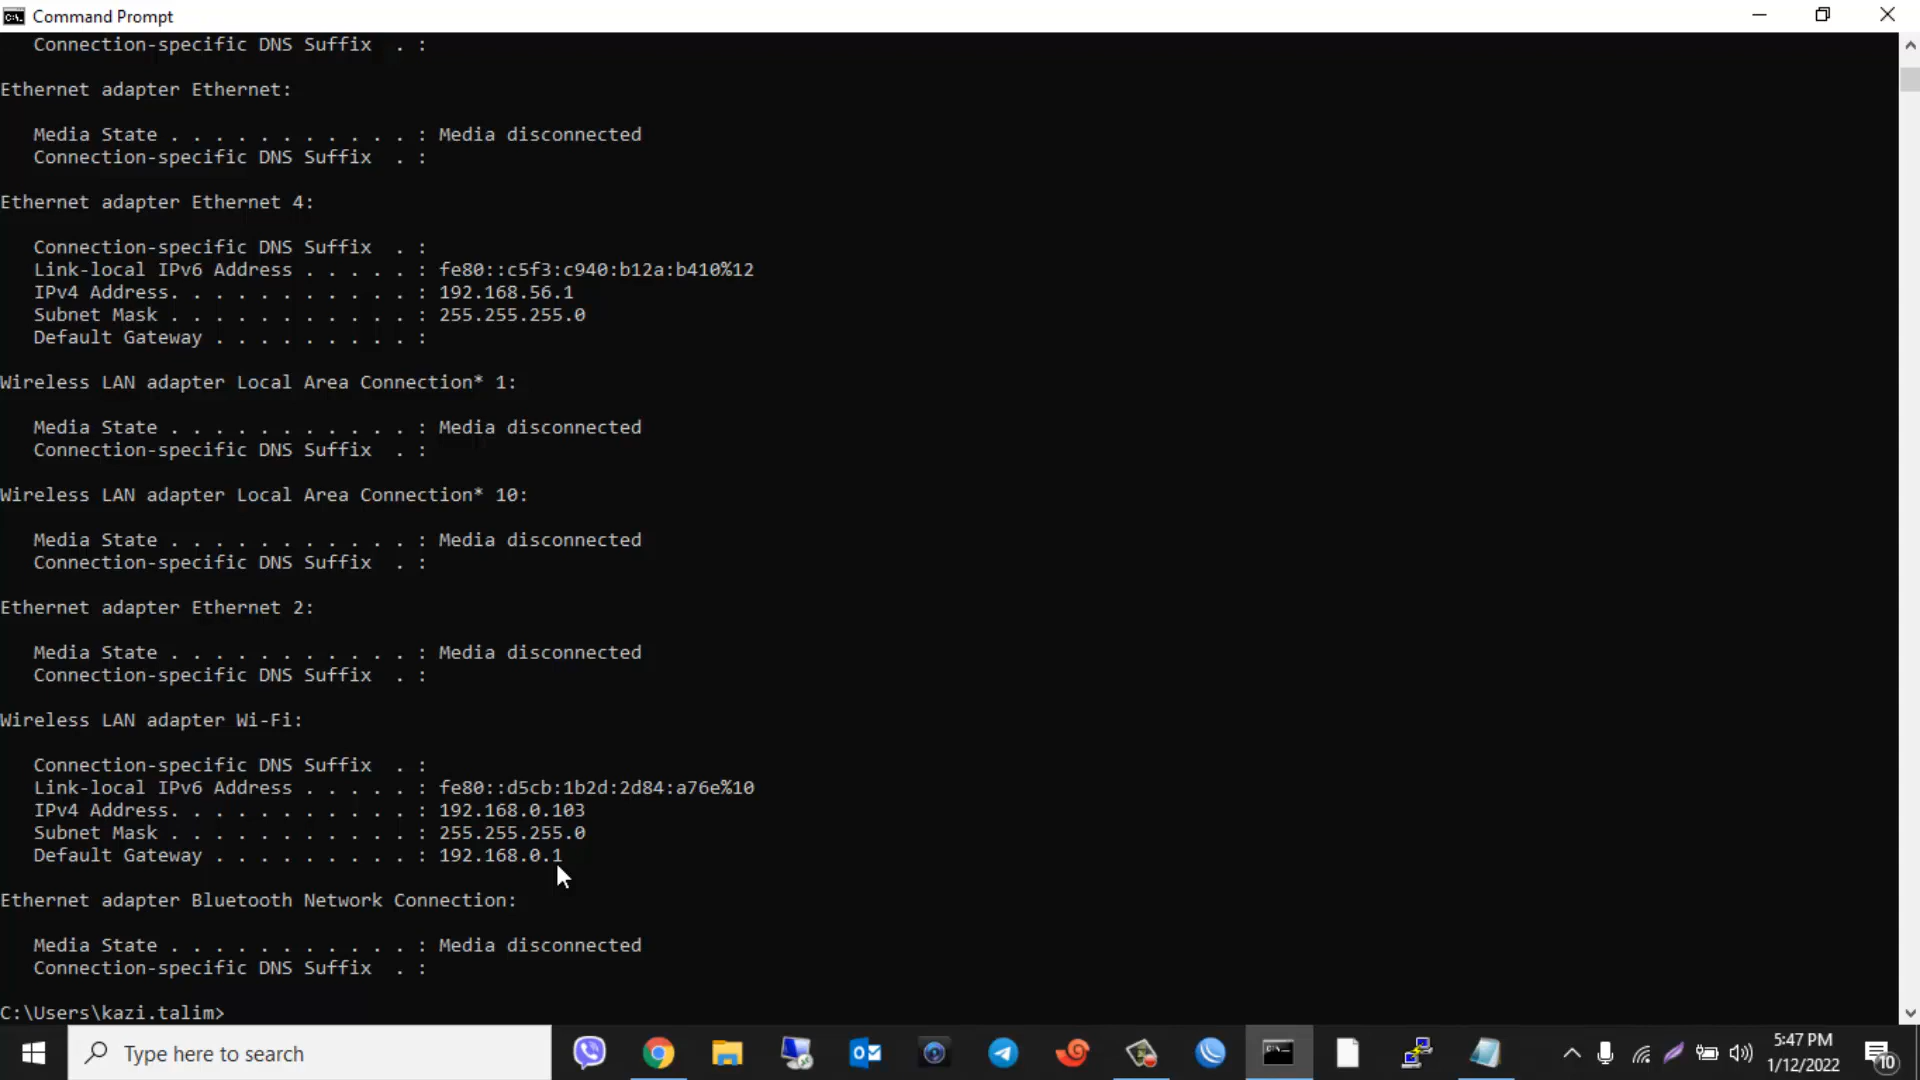 Command Prompt
Connection-specific DNS Suffix  . :
Ethernet adapter Ethernet:
Media State . . . . . . . . . . . : Media disconnected
Connection-specific DNS Suffix  . :
Ethernet adapter Ethernet 4:
Connection-specific DNS Suffix  . :
Link-local IPv6 Address . . . . . : fe80::c5f3:c940:b12a:b410%12
IPv4 Address. . . . . . . . . . . : 192.168.56.1
Subnet Mask . . . . . . . . . . . : 255.255.255.0
Default Gateway . . . . . . . . . :
Wireless LAN adapter Local Area Connection* 1:
Media State . . . . . . . . . . . : Media disconnected
Connection-specific DNS Suffix  . :
Wireless LAN adapter Local Area Connection* 10:
Media State . . . . . . . . . . . : Media disconnected
Connection-specific DNS Suffix  . :
Ethernet adapter Ethernet 2:
Media State . . . . . . . . . . . : Media disconnected
Connection-specific DNS Suffix  . :
Wireless LAN adapter Wi-Fi:
Connection-specific DNS Suffix  . :
Link-local IPv6 Address . . . . . : fe80::d5cb:1b2d:2d84:a76e%10
IPv4 Address. . . . . . . . . . . : 192.168.0.103
Subnet Mask . . . . . . . . . . . : 255.255.255.0
Default Gateway . . . . . . . . . : 192.168.0.1
Ethernet adapter Bluetooth Network Connection:
Media State . . . . . . . . . . . : Media disconnected
Connection-specific DNS Suffix  . :
C:\Users\kazi.talim>
Type here to search
5:47 PM
1/12/2022
10